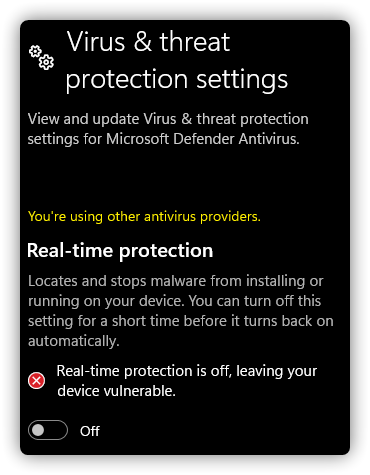 Virus & threat
protection settings
View and update Virus & threat protection
settings for Microsoft Defender Antivirus.
You're using other antivirus providers.
Real-time protection
Locates and stops malware from installing or
running on your device. You can turn off this
setting for a short time before it turns back on
automatically.
Real-time protection is off, leaving your
device vulnerable.
Off